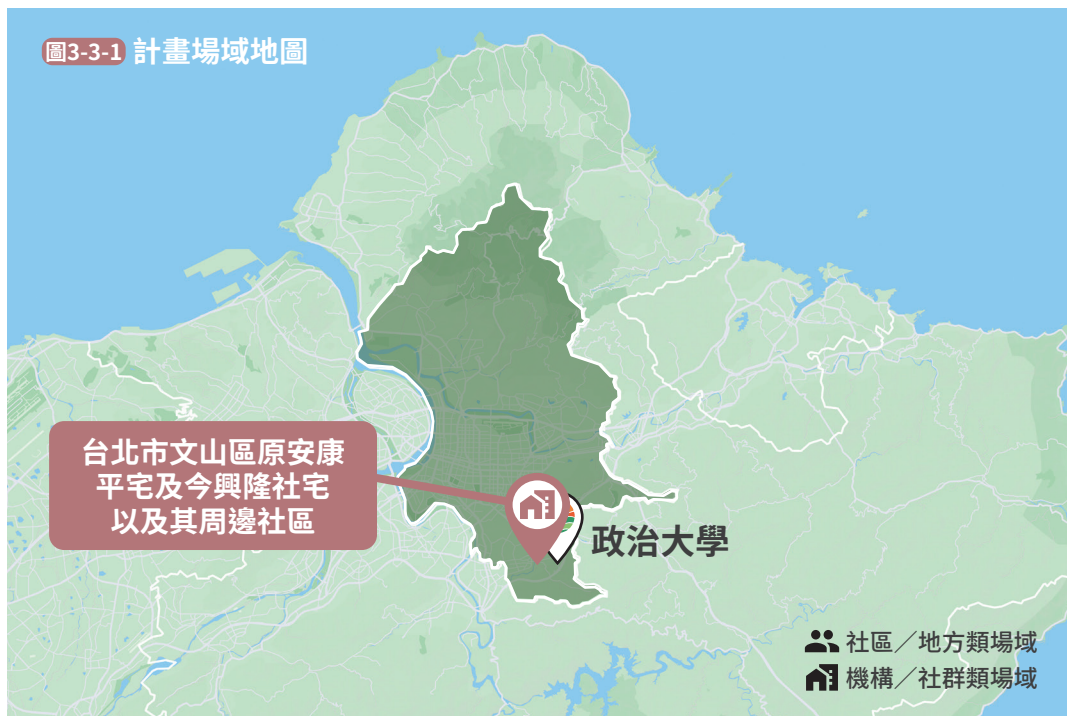 圖3-3-1 計畫場域地圖
台北市文山區原安康
平宅及今興隆社宅
以及其周邊社區
政治大學
社區／地方類場域
機構／社群類場域